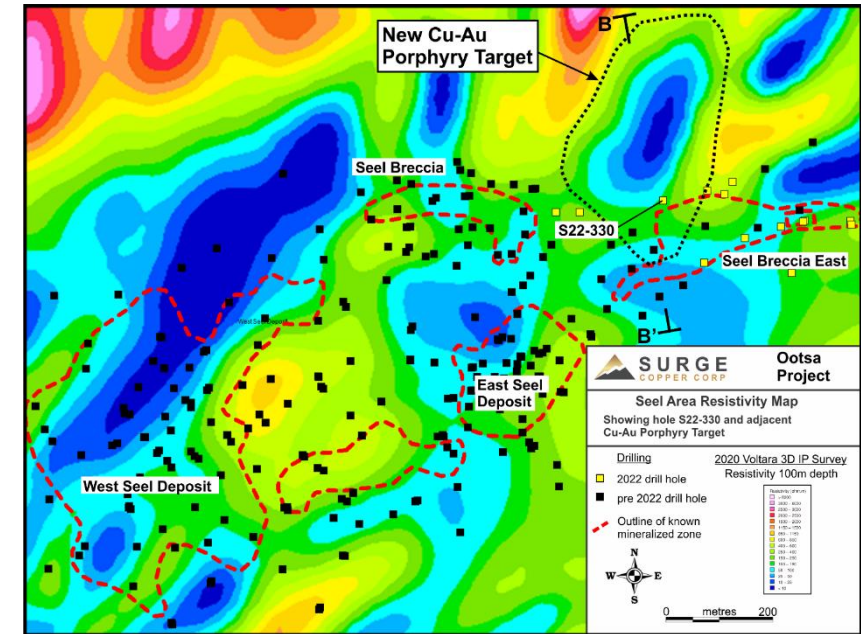 New Cu-Au
Porphyry Target
B
Seel Breccia
S22-330
Seel Breccia East
B'
West Seel Deposit
East Seel
Deposit
West Seel Deposit
SURGE
COPPER CORP
Ootsa
Project
Seel Area Resistivity Map
Showing hole S22-330 and adjacent
Cu-Au Porphyry Target
Drilling
2022 drill hole
pre 2022 drill hole
Outline of known
mineralized zone
2020 Voltara 3D IP Survey
Resistivity 100m depth
N
W
E
S
0 metres 200